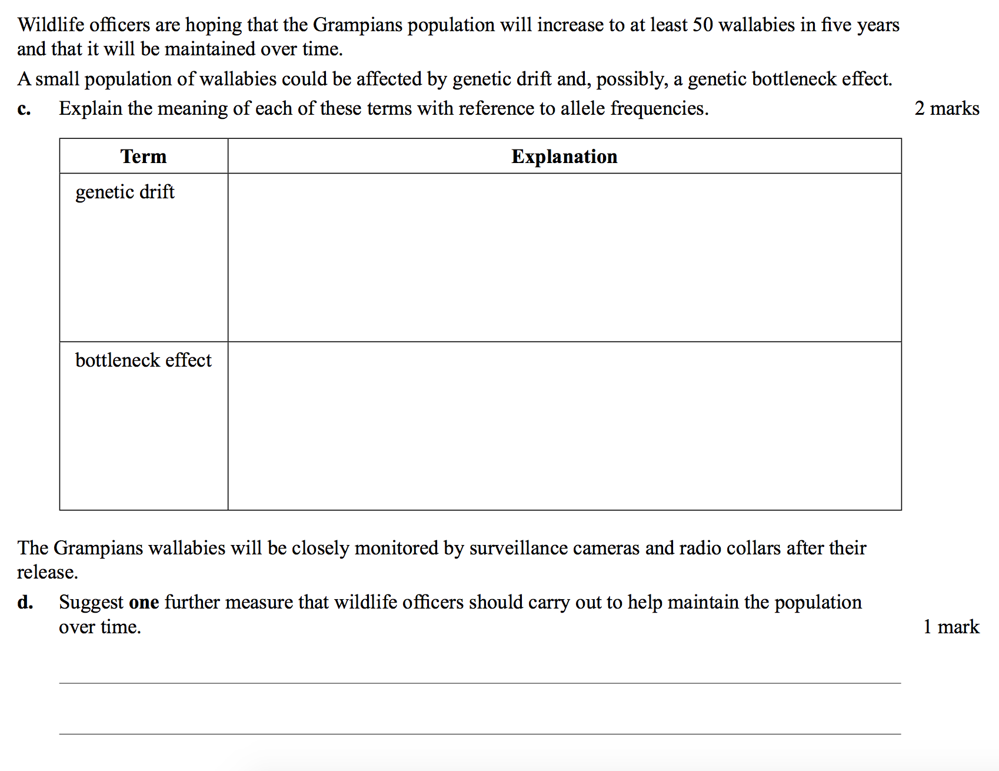 Wildlife officers are hoping that the Grampians population will increase to at least 50 wallabies in five years
and that it will be maintained over time.
A small population of wallabies could be affected by genetic drift and, possibly, a genetic bottleneck effect.
c. Explain the meaning of each of these terms with reference to allele frequencies. 2 marks
Term Explanation
genetic drift
bottleneck effect
The Grampians wallabies will be closely monitored by surveillance cameras and radio collars after their
release.
d. Suggest one further measure that wildlife officers should carry out to help maintain the population
over time. 1 mark